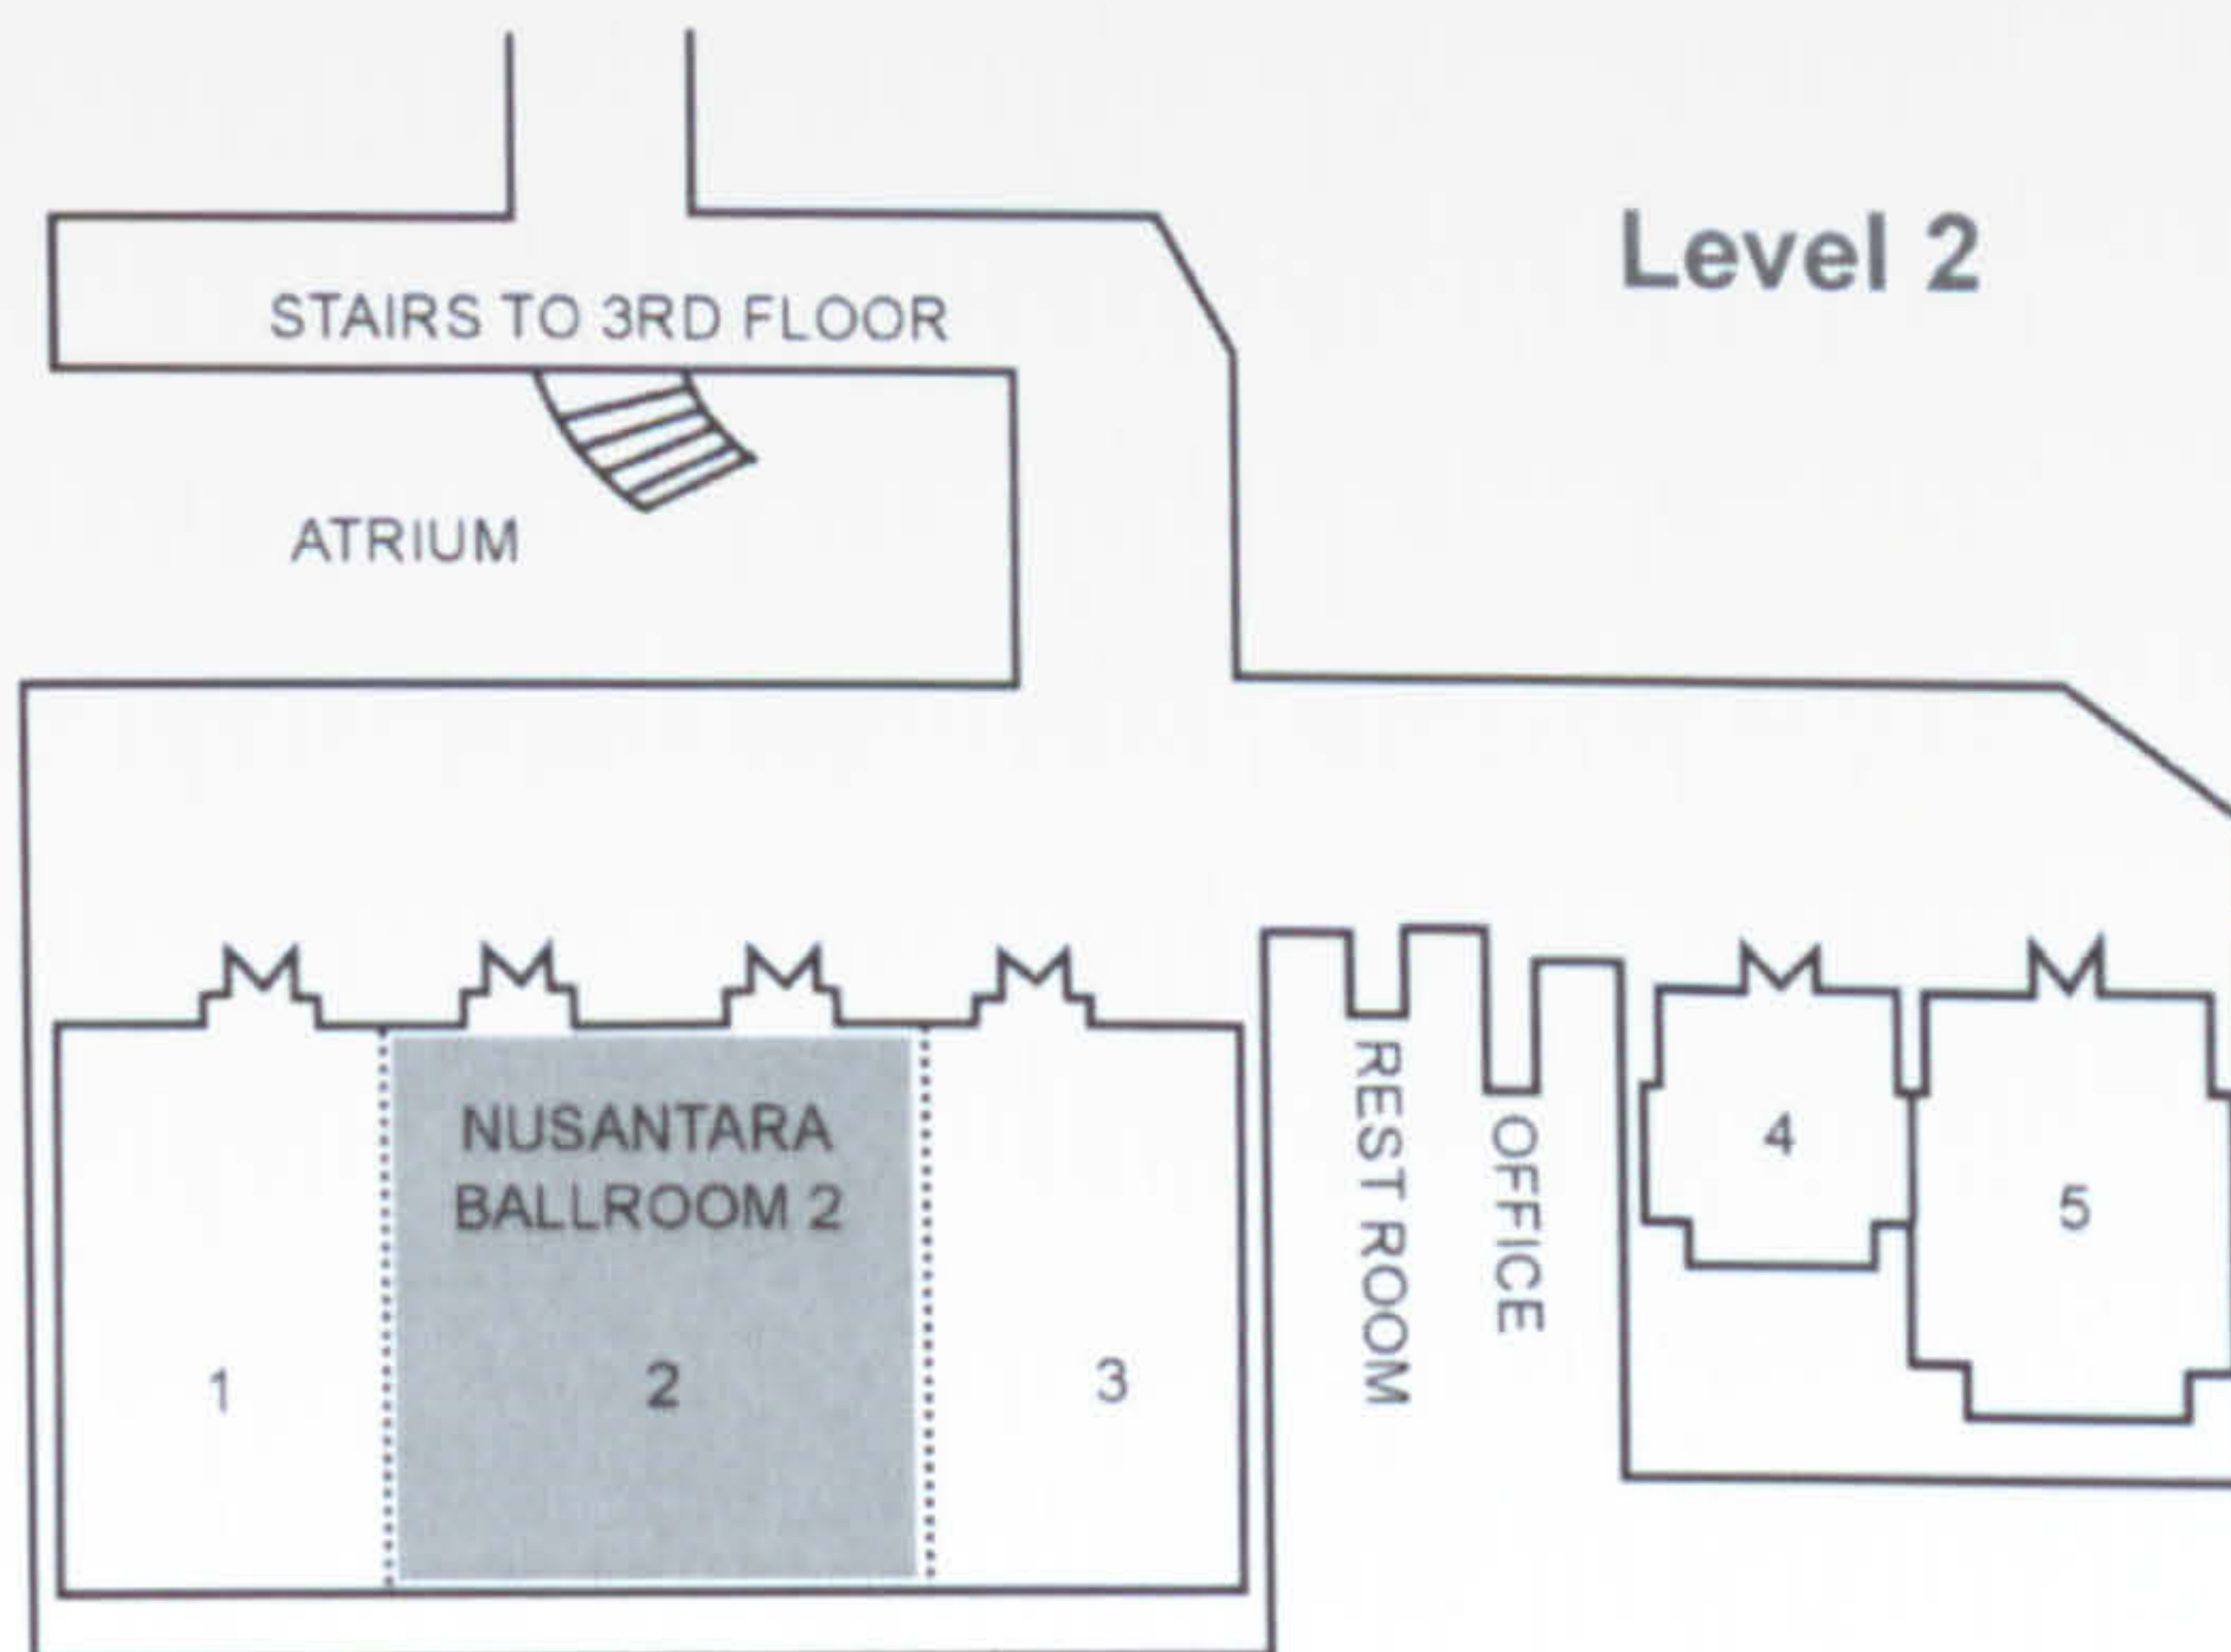 Level 2
STAIRS TO 3RD FLOOR
ATRIUM
NUSANTARA
BALLROOM 2
1
2
3
REST ROOM
OFFICE
4
5